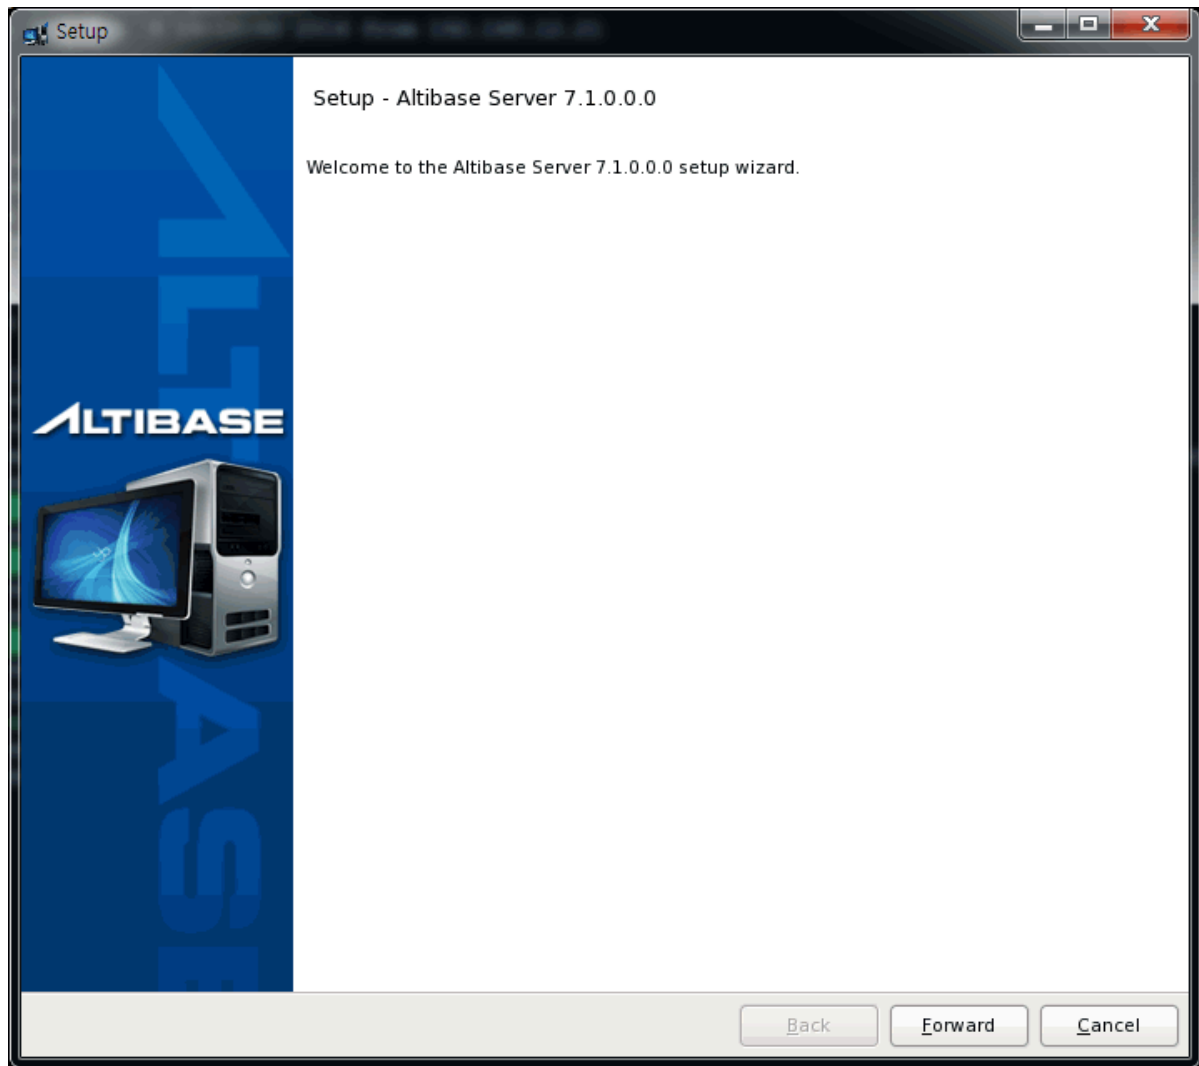 Setup
Setup - Altibase Server 7.1.0.0.0
Welcome to the Altibase Server 7.1.0.0.0 setup wizard.
ALTIBASE
ALTIBASE
Back
Forward
Cancel